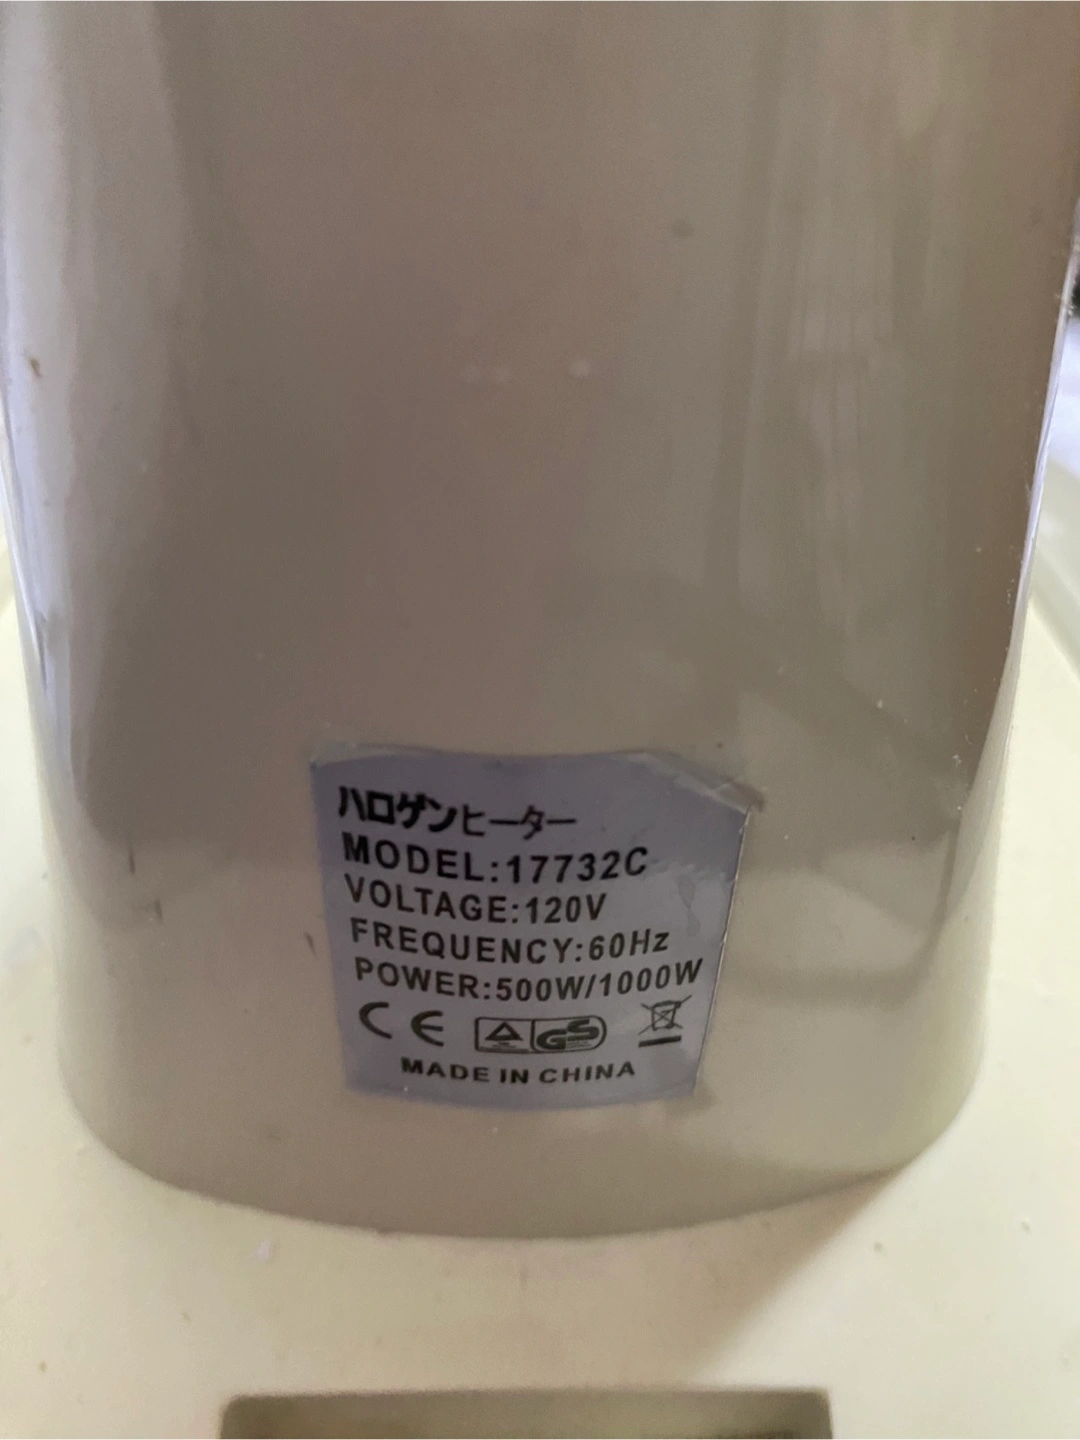 ハロゲンヒーター
MODEL:17732C
VOLTAGE:120V
FREQUENCY:60Hz
POWER:500W/1000W
CE GS
MADE IN CHINA